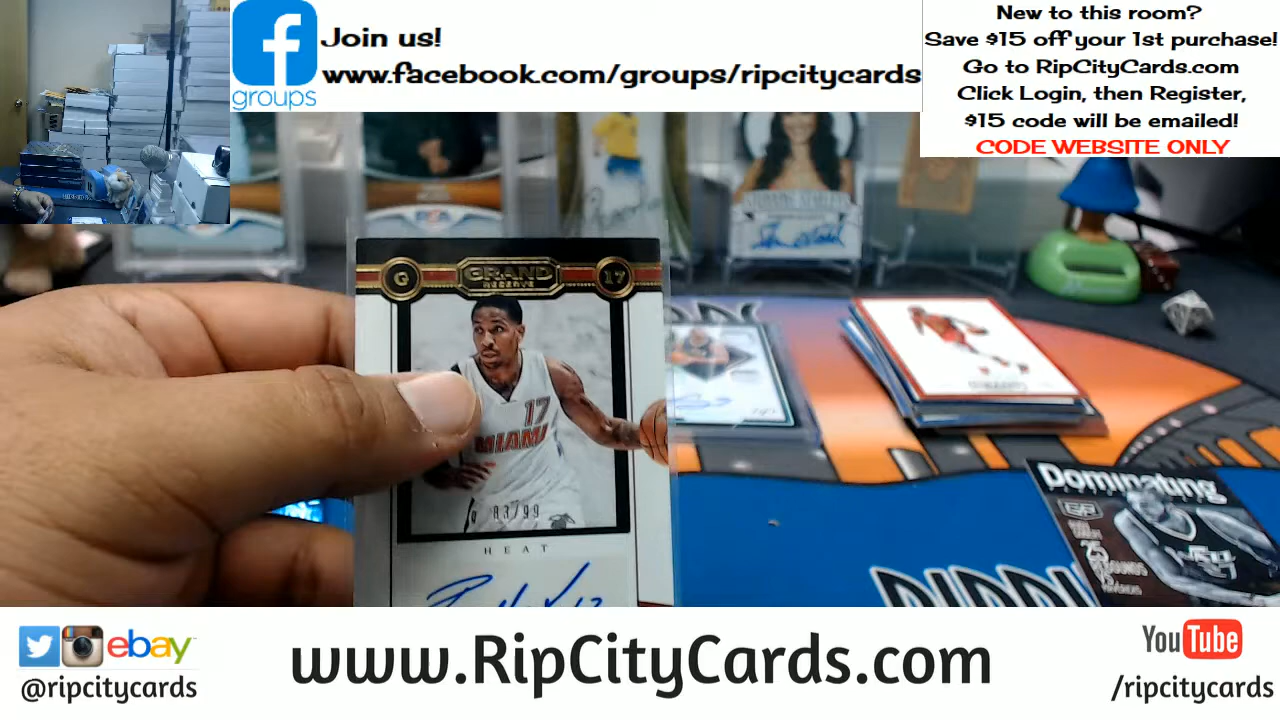 Join us!
www.facebook.com/groups/ripcitycards
f
groups
New to this room?
Save $15 off your 1st purchase!
Go to RipCityCards.com
Click Login, then Register,
$15 code will be emailed!
CODE WEBSITE ONLY
G
GRAND
RESERVE
17
17
MIAMI
83/99
HEAT
Dominating
25
ebay
@ripcitycards
www.RipCityCards.com
YouTube
/ripcitycards